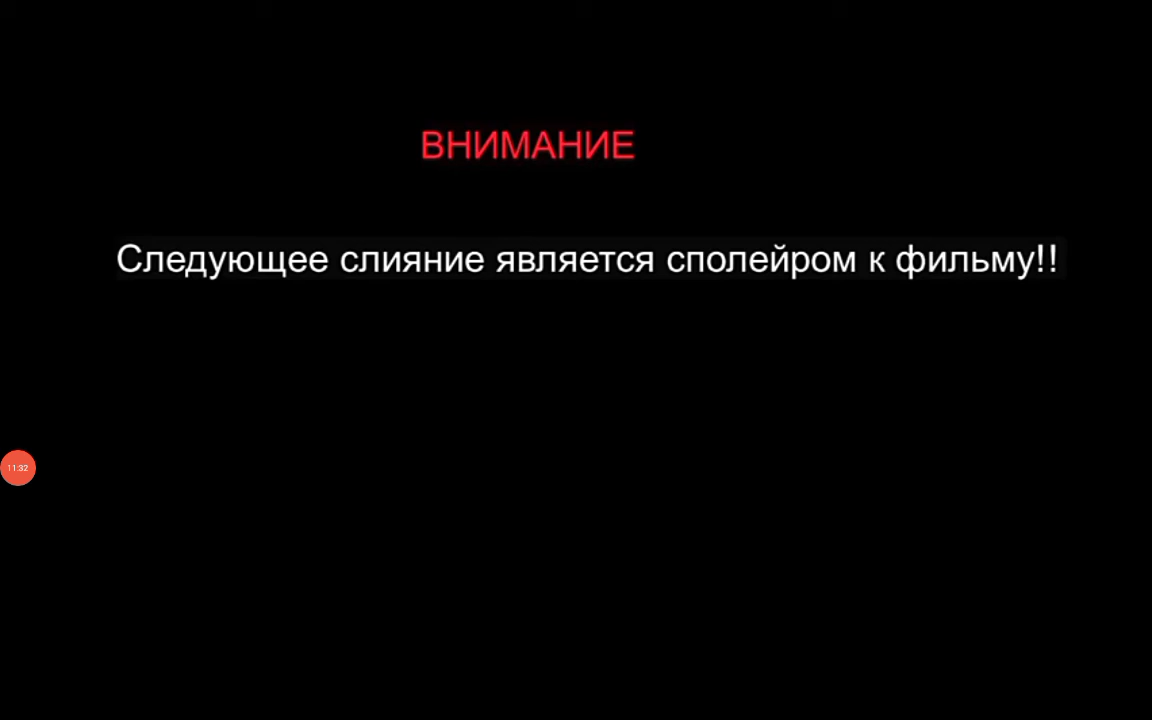 ВНИМАНИЕ
Следующее слияние является сполейром к фильму!!
11:32